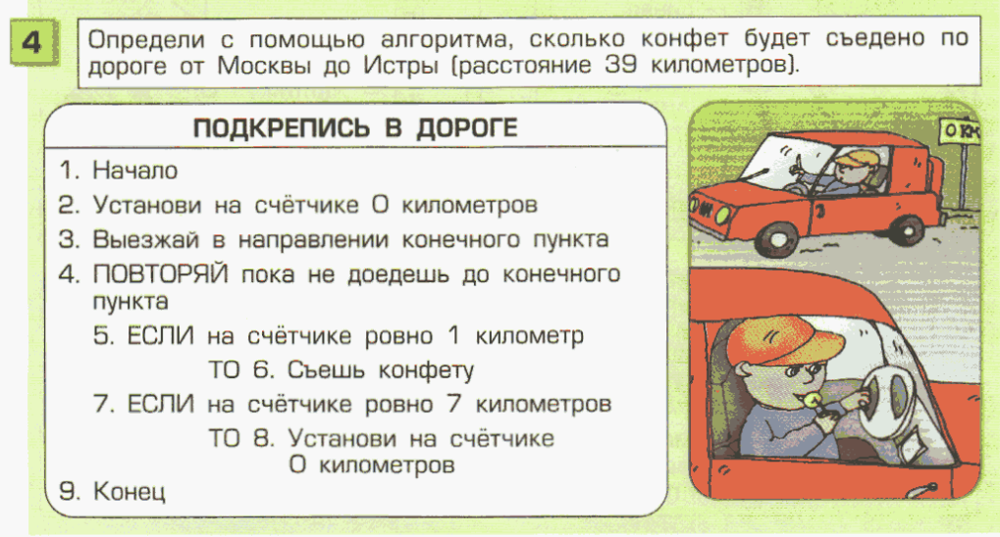 4
Определи с помощью алгоритма, сколько конфет будет съедено по
дороге от Москвы до Истры (расстояние 39 километров).
ПОДКРЕПИСЬ В ДОРОГЕ
1. Начало
2. Установи на счётчике 0 километров
3. Выезжай в направлении конечного пункта
4. ПОВТОРЯЙ пока не доедешь до конечного
пункта
5. ЕСЛИ на счётчике ровно 1 километр
ТО 6. Съешь конфету
7. ЕСЛИ на счётчике ровно 7 километров
ТО 8. Установи на счётчике
0 километров
9. Конец
0 КМ